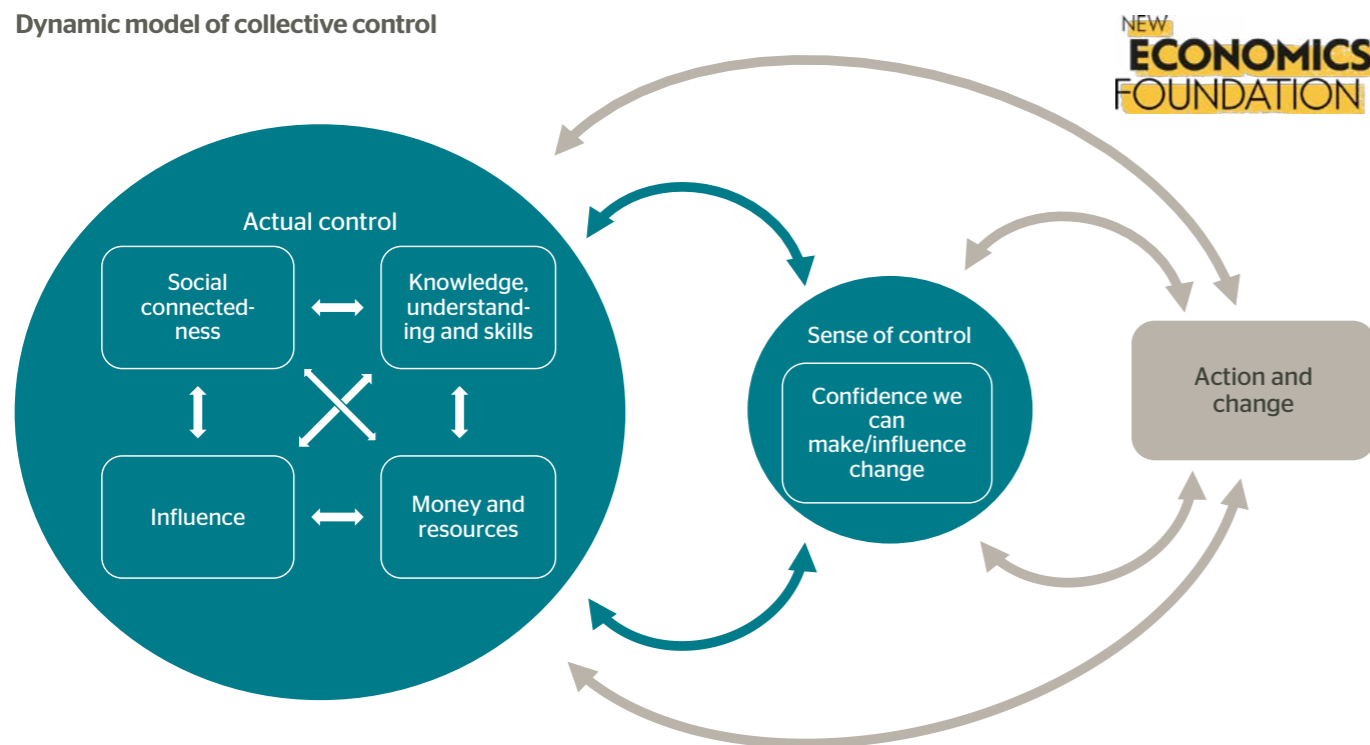 Dynamic model of collective control
NEW
ECONOMICS
FOUNDATION
Actual control
Social
connected-
ness
Knowledge,
understand-
ing and skills
Influence
Money and
resources
Sense of control
Confidence we
can
make/influence
change
Action and
change